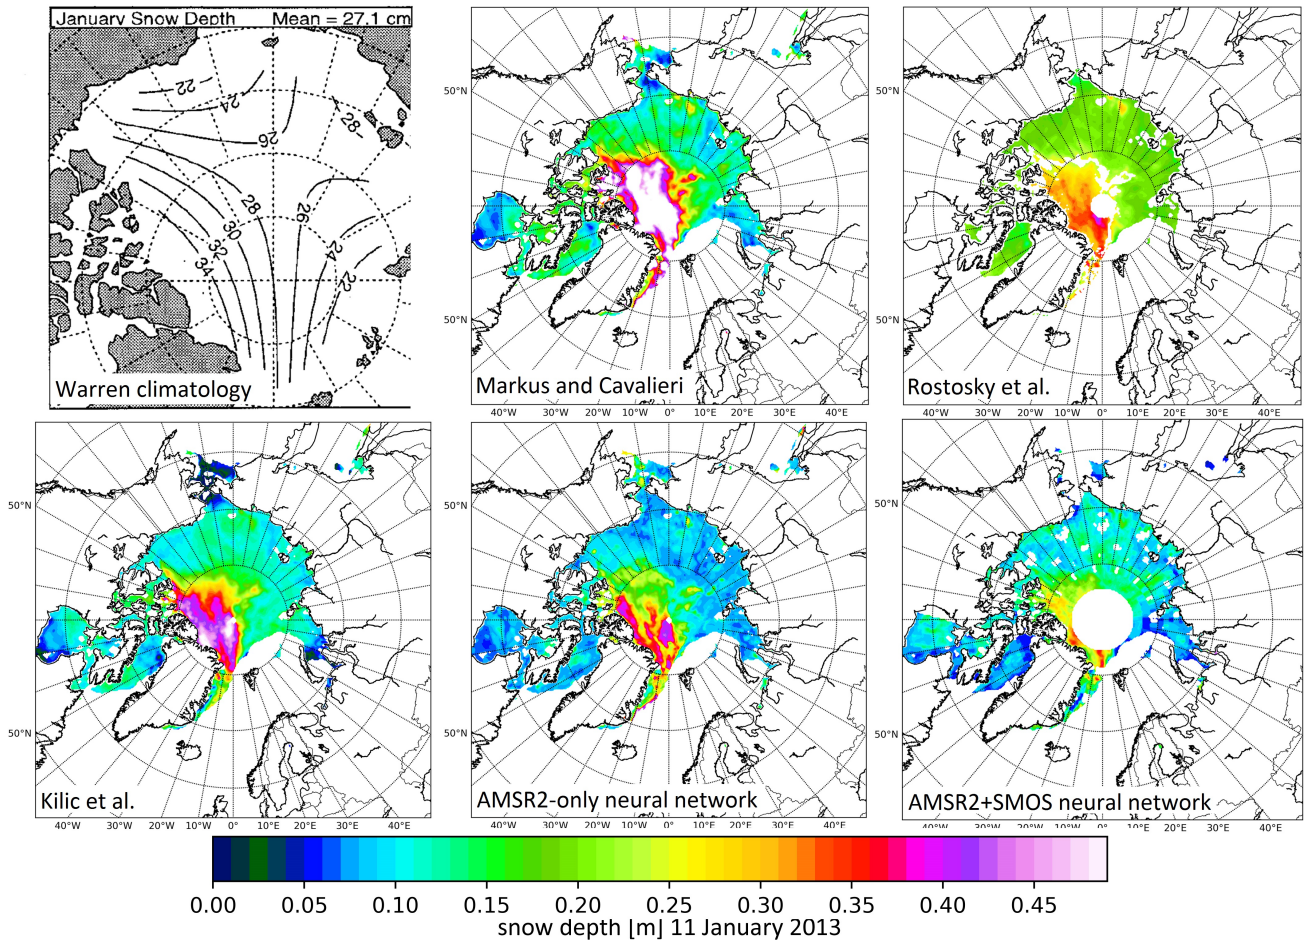 January Snow Depth Mean = 27.1 cm
22
24
26
28
28
30
32
34
26
24
22
Warren climatology
50°N
50°N
Markus and Cavalieri
40°W 30°W 20°W 10°W 0° 10°E 20°E 30°E 40°E
50°N
50°N
Rostosky et al.
40°W 30°W 20°W 10°W 0° 10°E 20°E 30°E 40°E
50°N
50°N
Kilic et al.
40°W 30°W 20°W 10°W 0° 10°E 20°E 30°E 40°E
50°N
50°N
AMSR2-only neural network
40°W 30°W 20°W 10°W 0° 10°E 20°E 30°E 40°E
50°N
50°N
AMSR2+SMOS neural network
40°W 30°W 20°W 10°W 0° 10°E 20°E 30°E 40°E
0.00 0.05 0.10 0.15 0.20 0.25 0.30 0.35 0.40 0.45
snow depth [m] 11 January 2013